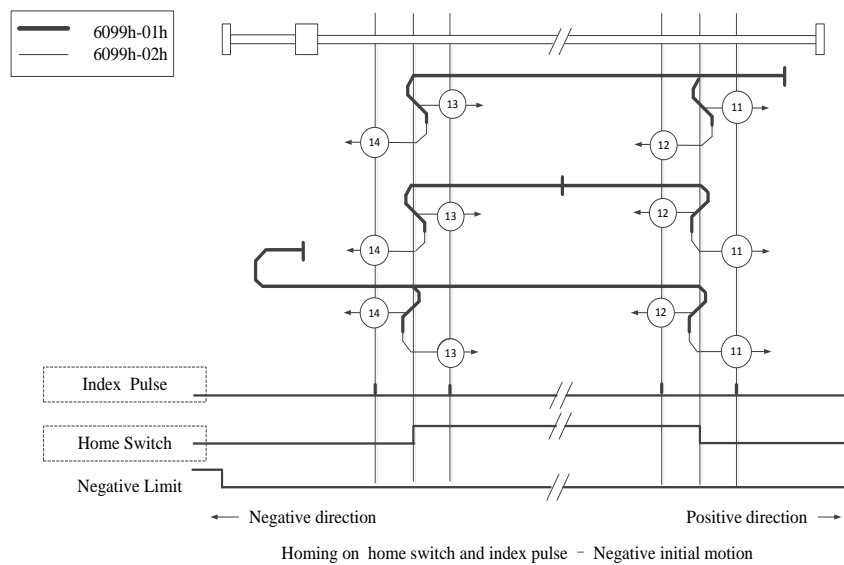 6099h-01h
6099h-02h
13
11
14
12
13
12
14
11
14
12
13
11
Index Pulse
Home Switch
Negative Limit
Negative direction
Positive direction
Homing on home switch and index pulse - Negative initial motion